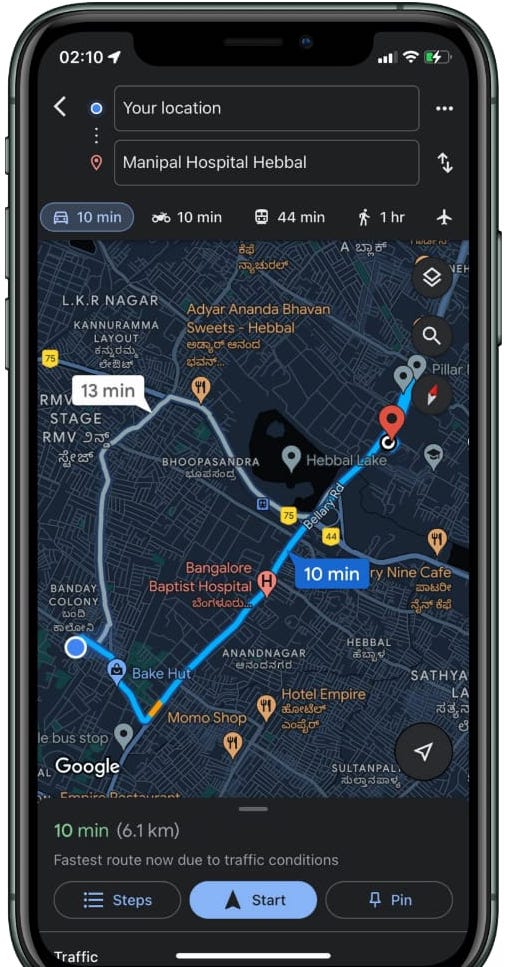 02:10
Your location
Manipal Hospital Hebbal
10 min
10 min
44 min
1 hr
ಕೆಫೆ
ನ್ಯಾಚುರಲ್
ಎ ಬ್ಲಾಕ್
L.K.R NAGAR
KANNURAMMA
LAYOUT
ಕನ್ನುರಮ್ಮ
ಲೇಔಟ್
Adyar Ananda Bhavan
Sweets - Hebbal
ಅಡ್ಯಾರ್ ಆನಂದ
ಭವನ್...
75
13 min
Pillar
RMV
STAGE
RMV ೨ನೇ
ಸ್ಟೇಜ್
BHOOPASANDRA
ಭೂಪಸಂದ್ರ
Hebbal Lake
75
Bellary Rd
44
Bangalore
Baptist Hospital
ಬೆಂಗಳೂರು...
10 min
ry Nine Cafe
ನೈನ್ ಕೆಫೆ
BANDAY
COLONY
ಬಂದಿ
ಕಾಲೋನಿ
ANANDNAGAR
ಆನಂದನಗರ
HEBBAL
ಹೆಬ್ಬಾಳ
Bake Hut
SATHYA
LA
Hotel Empire
ಹೋಟೆಲ್
ಎಂಪೈರ್
Momo Shop
le bus stop
Google
SULTANPAL
ಸುಲ್ತಾನಪಾಳ್ಯ
Empire Restaurant
10 min (6.1 km)
Fastest route now due to traffic conditions
Steps
Start
Pin
Traffic